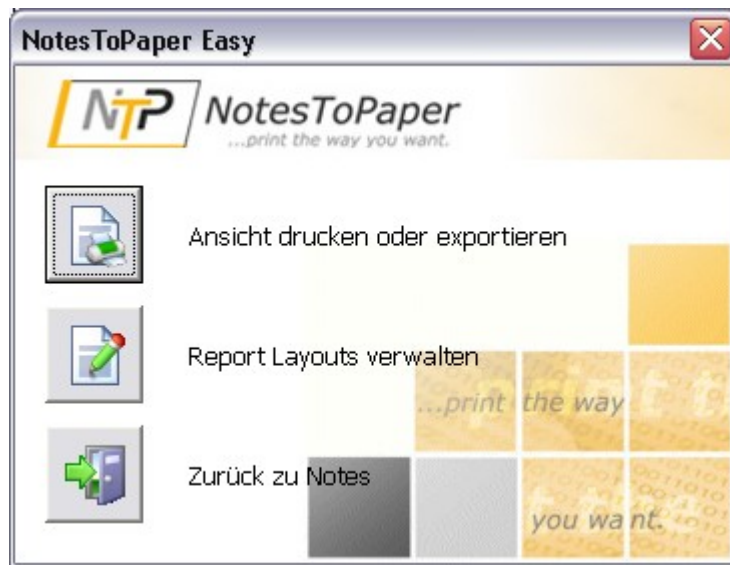 NotesToPaper Easy
NTP NotesToPaper
...print the way you want.
Ansicht drucken oder exportieren
Report Layouts verwalten
print t
...print the way
Zurück zu Notes
you want.